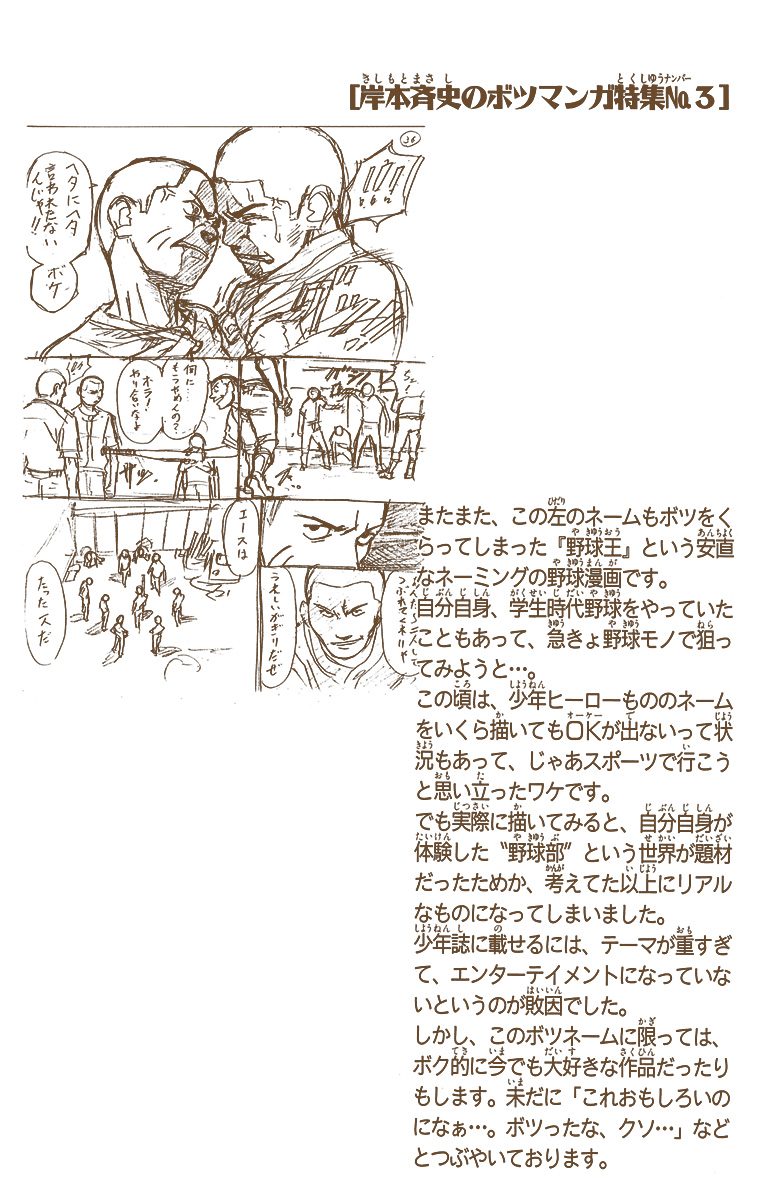 [岸本斉史のボツマンガ特集No.3]
36
ヘタにヘタ
言われたない
んじゃ!!
ボケ
何に…
もうやめんの?
ホラ!
やり合いなよ
ガッ
エースは
たった一人だ
うれしいかぎりだぜ
またまた、この左のネームもボツをく
らってしまった『野球王』という安直
なネーミングの野球漫画です。
自分自身、学生時代野球をやっていた
こともあって、急きょ野球モノで狙っ
てみようと…。
この頃は、少年ヒーローもののネーム
をいくら描いてもOKが出ないって状
況もあって、じゃあスポーツで行こう
と思い立ったワケです。
でも実際に描いてみると、自分自身が
体験した〝野球部〟という世界が題材
だったためか、考えてた以上にリアル
なものになってしまいました。
少年誌に載せるには、テーマが重すぎ
て、エンターテイメントになっていな
いというのが敗因でした。
しかし、このボツネームに限っては、
ボク的に今でも大好きな作品だったり
もします。未だに「これおもしろいの
になぁ…。ボツったな、クソ…」など
とつぶやいております。